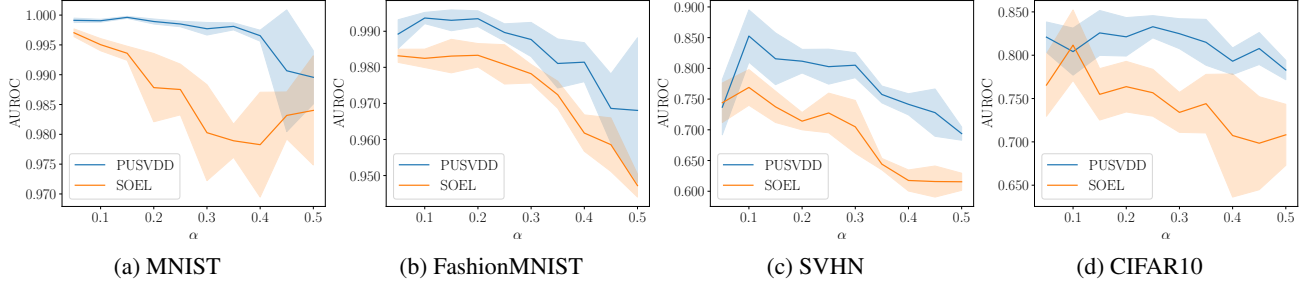 1.000
0.995
0.990
0.985
0.980
0.975
0.970
AUROC
PUSVDD
SOEL
0.1 0.2 0.3 0.4 0.5
α
(a) MNIST
0.990
0.980
0.970
0.960
0.950
AUROC
PUSVDD
SOEL
0.1 0.2 0.3 0.4 0.5
α
(b) FashionMNIST
0.900
0.850
0.800
0.750
0.700
0.650
0.600
AUROC
PUSVDD
SOEL
0.1 0.2 0.3 0.4 0.5
α
(c) SVHN
0.850
0.800
0.750
0.700
0.650
AUROC
PUSVDD
SOEL
0.1 0.2 0.3 0.4 0.5
α
(d) CIFAR10